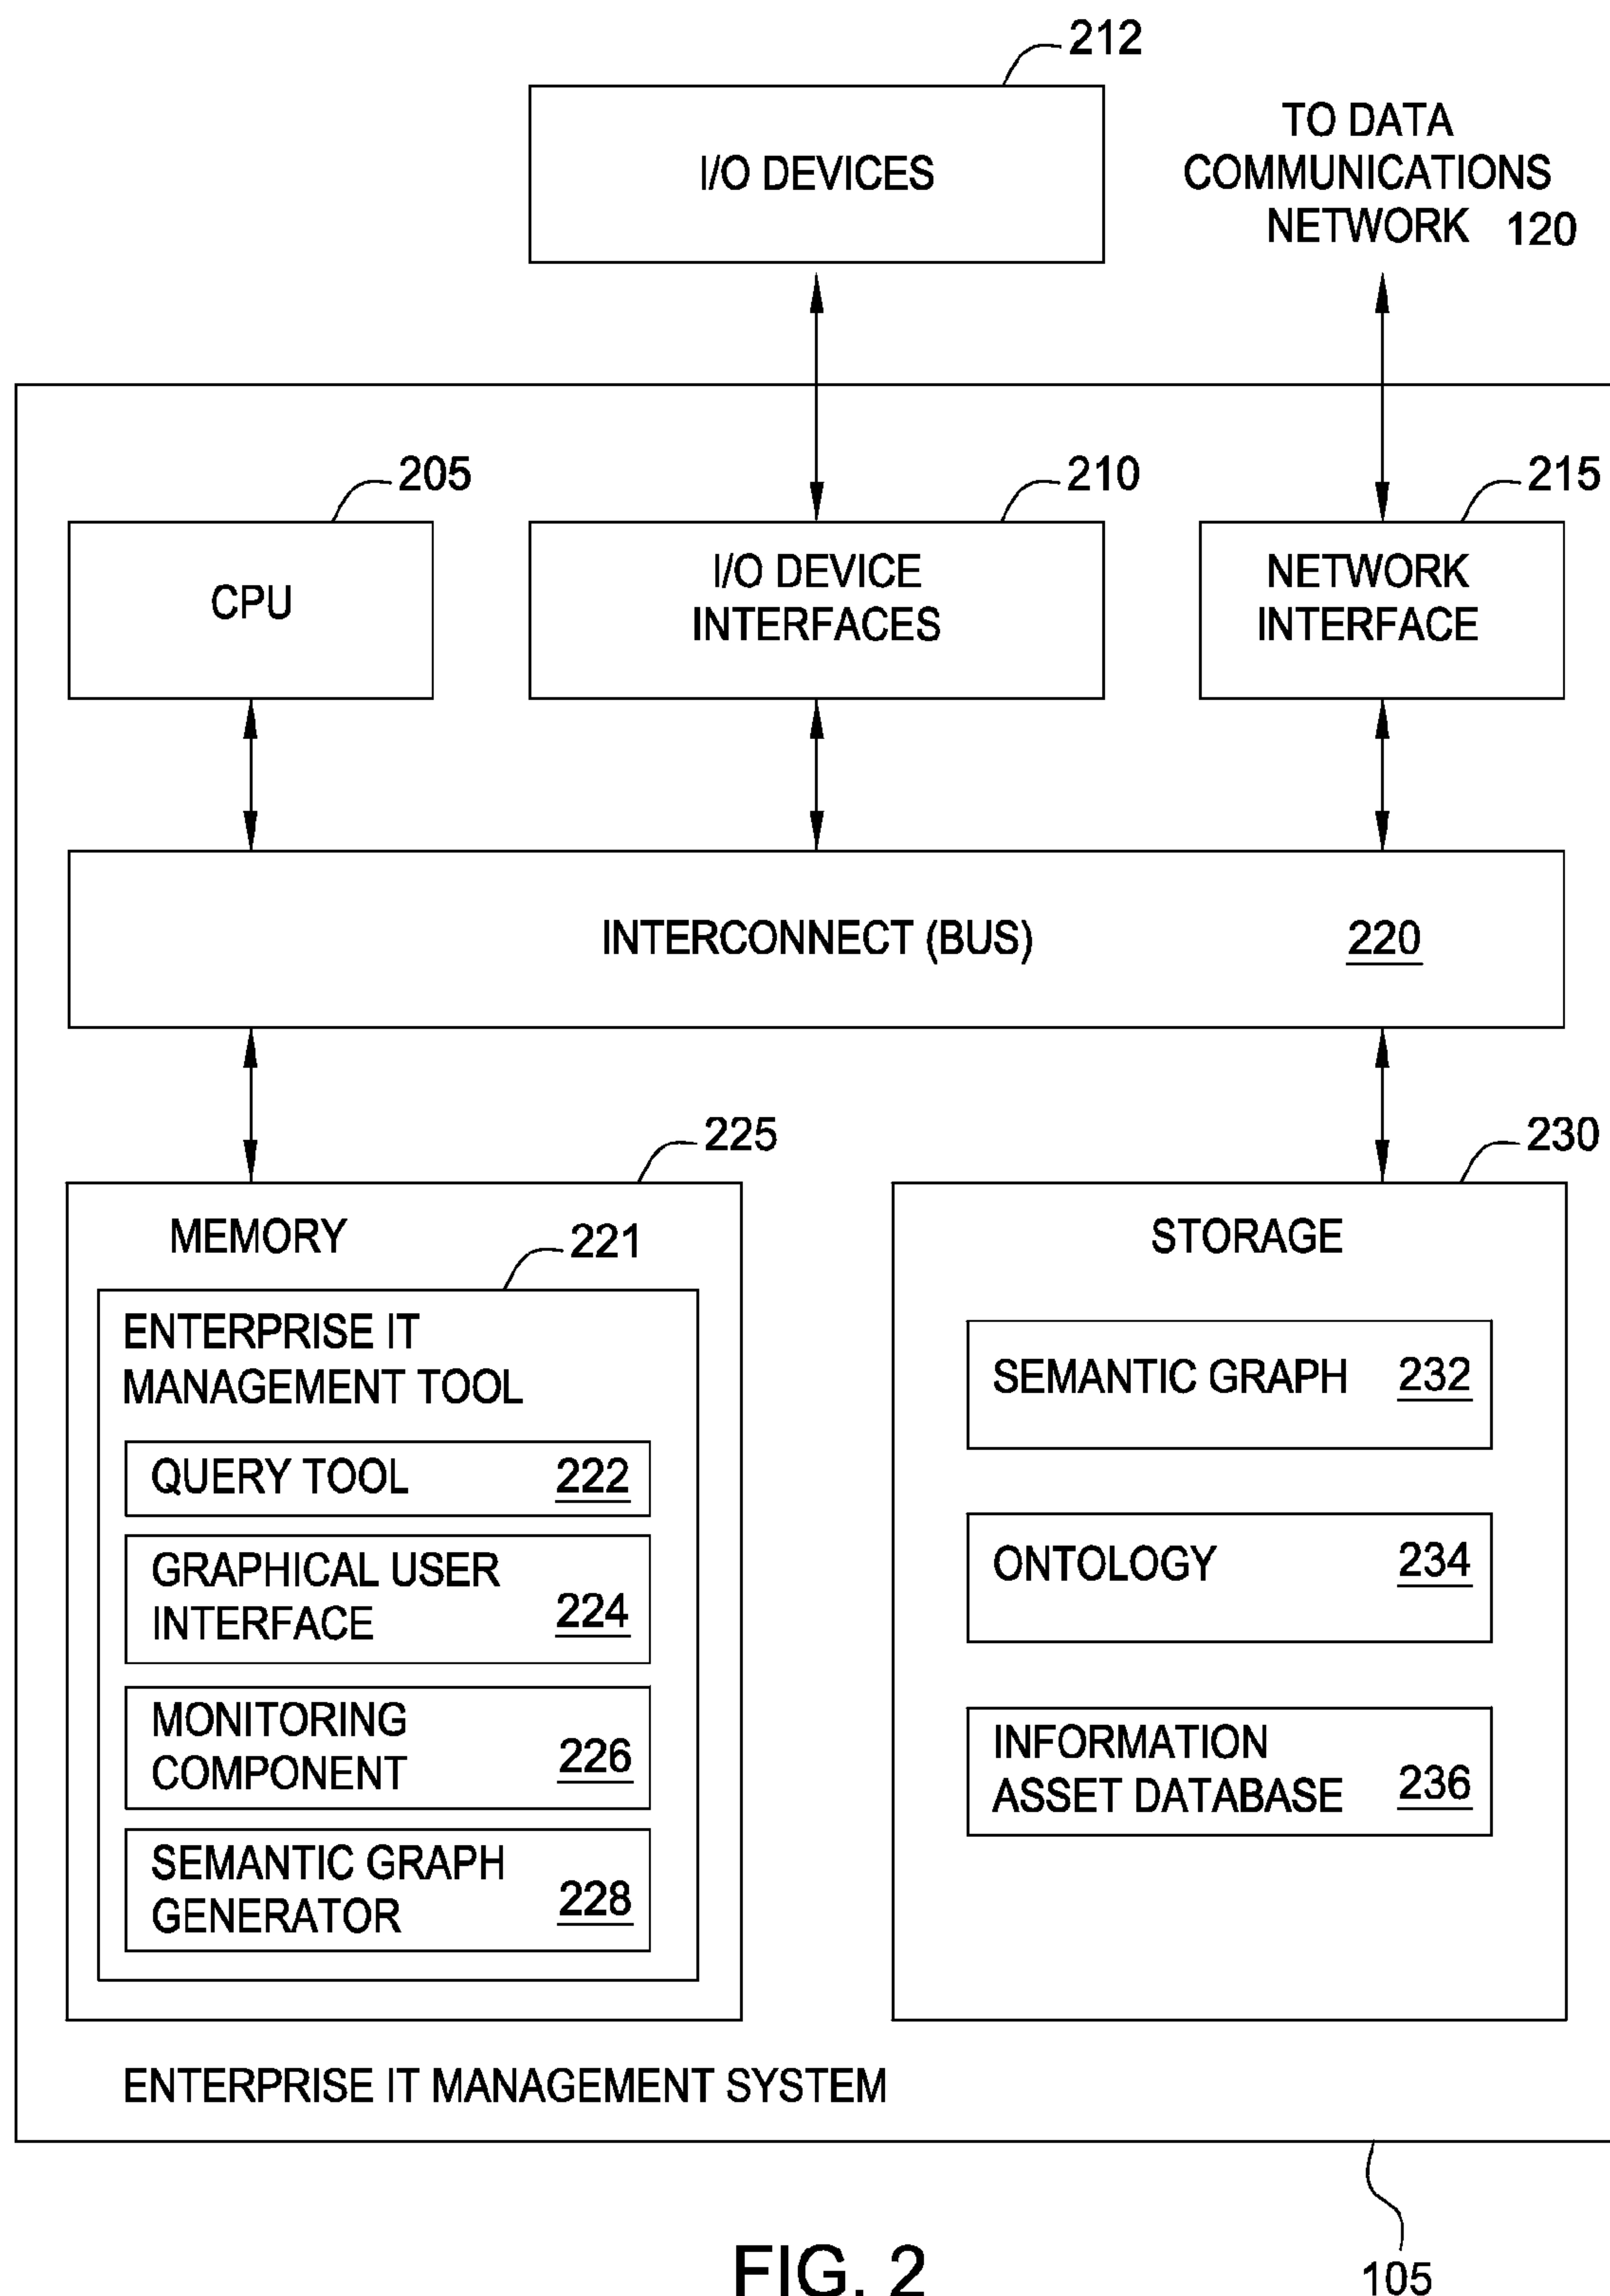 212
I/O DEVICES
TO DATA
COMMUNICATIONS
NETWORK 120
205
210
215
CPU
I/O DEVICE
INTERFACES
NETWORK
INTERFACE
INTERCONNECT (BUS) 220
225
230
MEMORY
221
ENTERPRISE IT
MANAGEMENT TOOL
QUERY TOOL 222
GRAPHICAL USER
INTERFACE 224
MONITORING
COMPONENT 226
SEMANTIC GRAPH
GENERATOR 228
STORAGE
SEMANTIC GRAPH 232
ONTOLOGY 234
INFORMATION
ASSET DATABASE 236
ENTERPRISE IT MANAGEMENT SYSTEM
105
FIG. 2